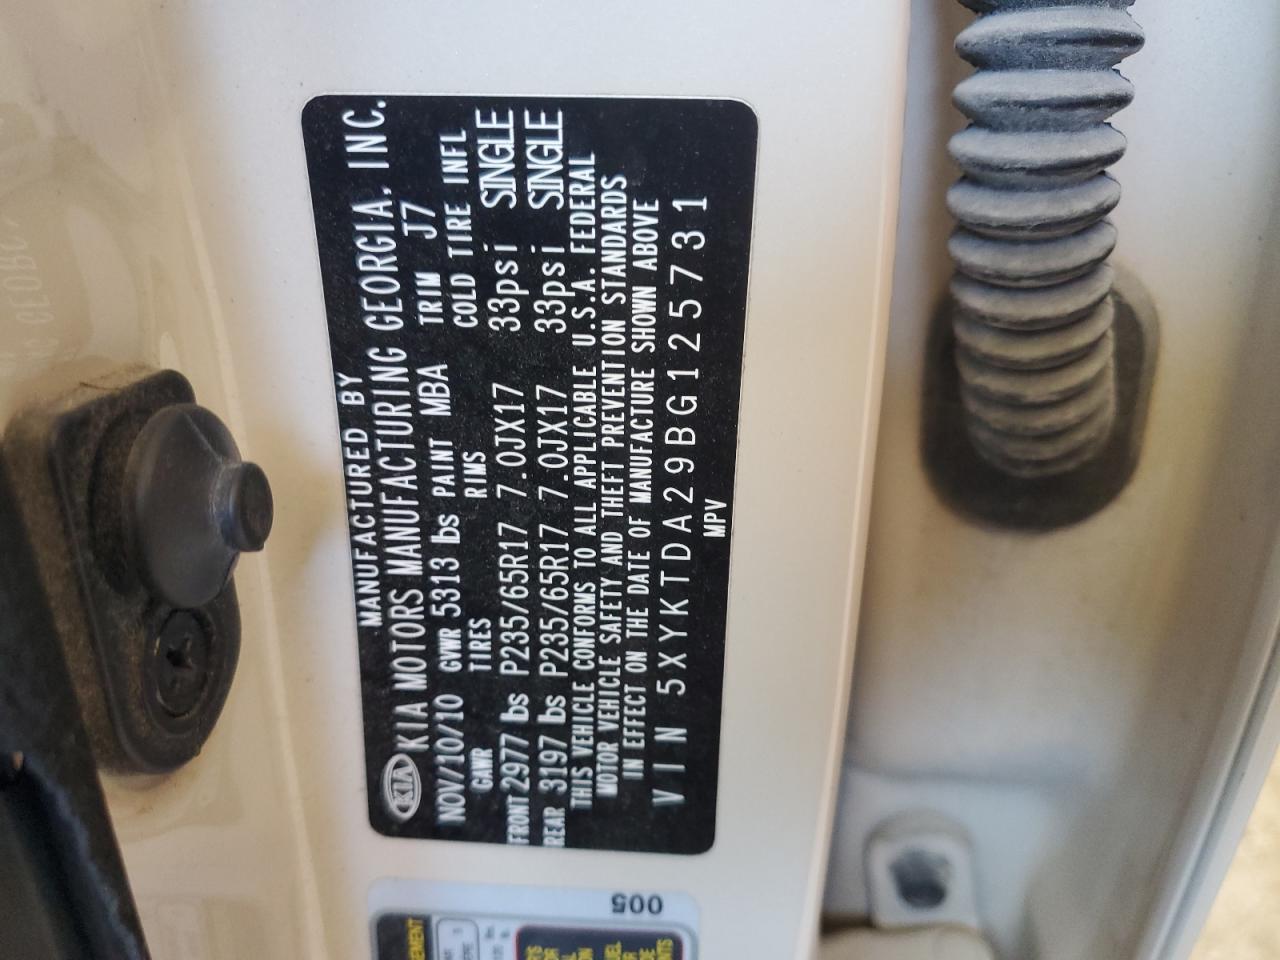 MANUFACTURED BY
KIA KIA MOTORS MANUFACTURING GEORGIA, INC.
NOV/10/10 GVWR 5313 lbs PAINT MBA TRIM J7
GAWR TIRES RIMS COLD TIRE INFL
FRONT 2977 lbs P235/65R17 7.0JX17 33psi SINGLE
REAR 3197 lbs P235/65R17 7.0JX17 33psi SINGLE
THIS VEHICLE CONFORMS TO ALL APPLICABLE U.S.A. FEDERAL
MOTOR VEHICLE SAFETY AND THEFT PREVENTION STANDARDS
IN EFFECT ON THE DATE OF MANUFACTURE SHOWN ABOVE
VIN 5XYKTDA29BG125731
MPV
005